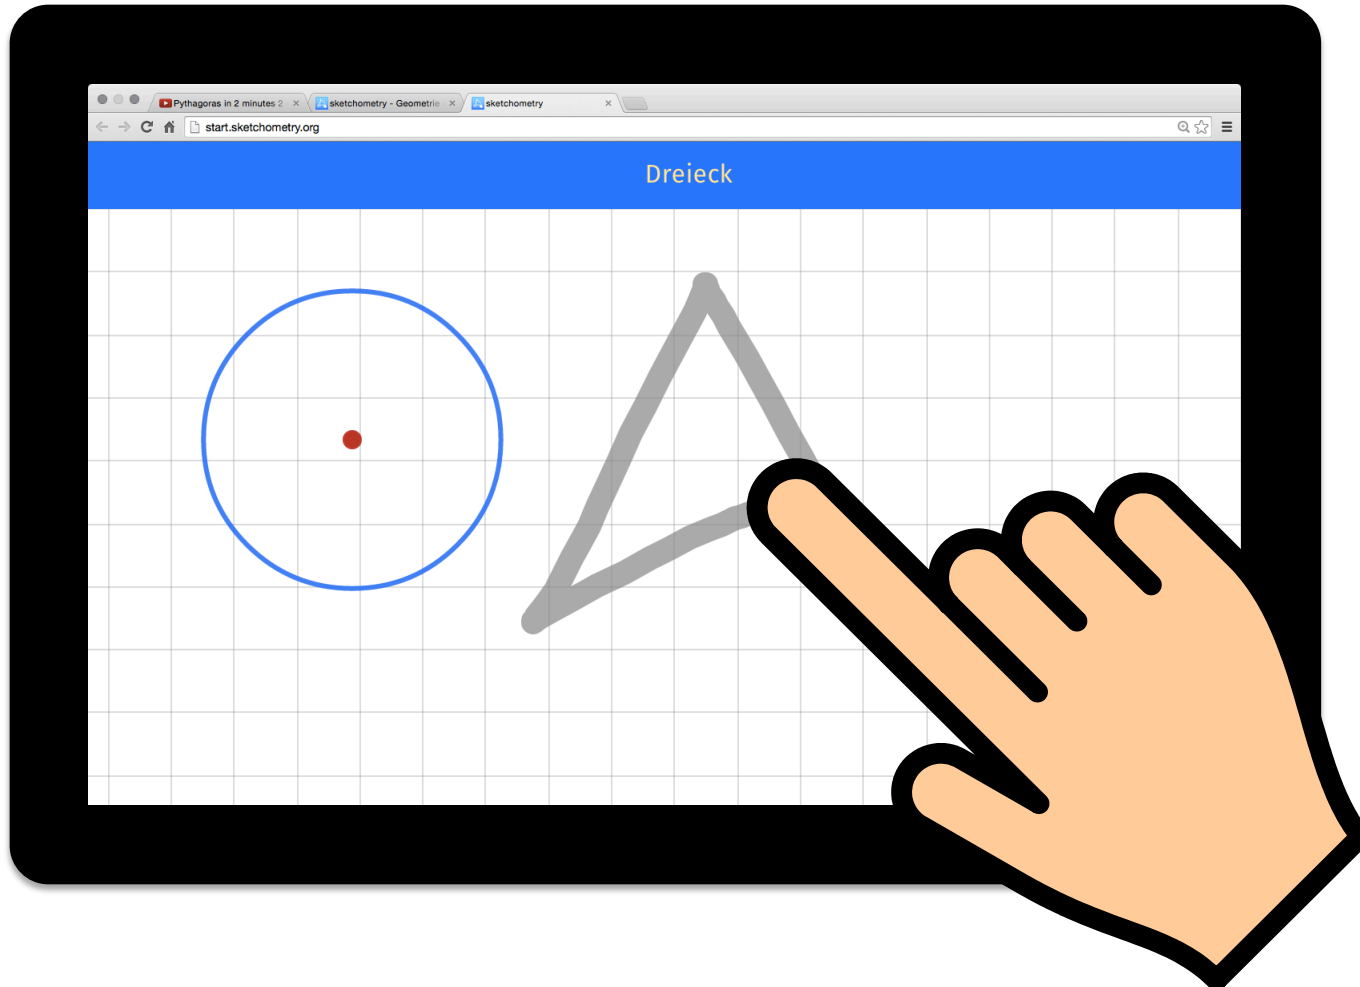 Pythagoras in 2 minutes 2
sketchometry - Geometrie
sketchometry
start.sketchometry.org
Dreieck